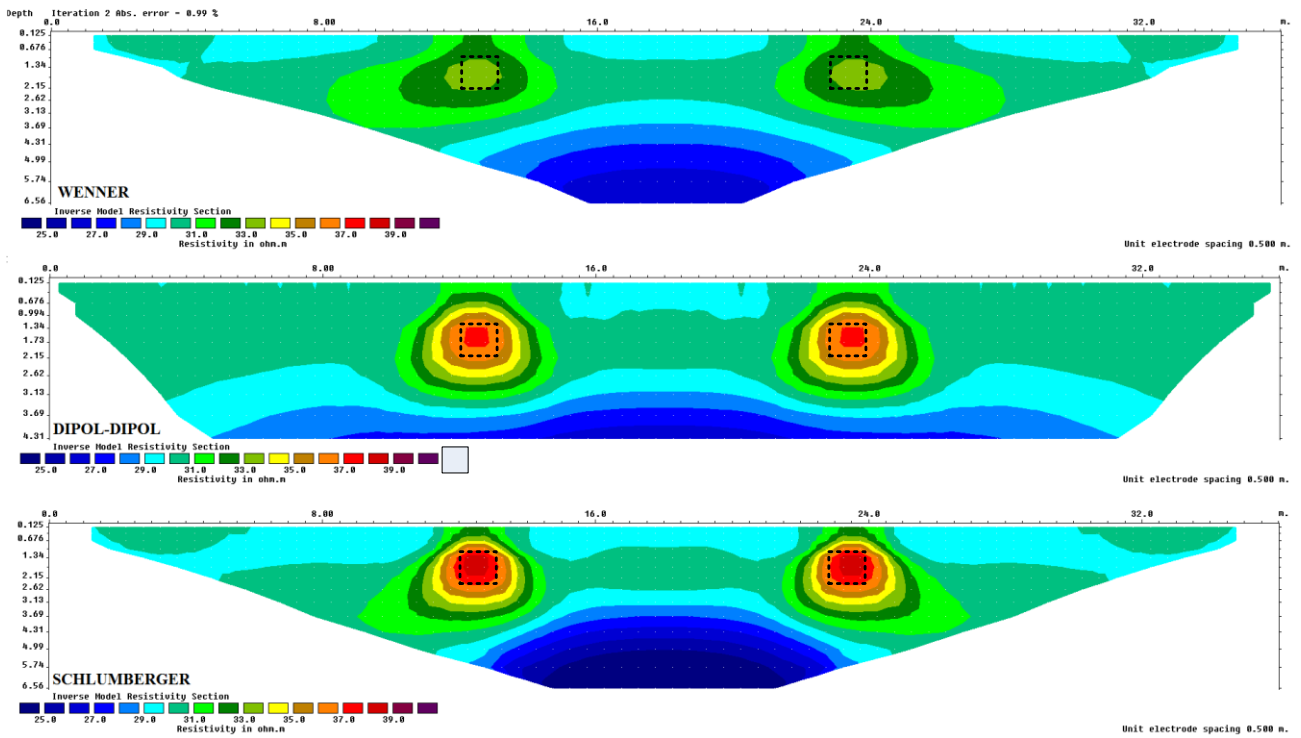 Depth Iteration 2 Abs. error = 0.99 %
0.0 8.00 16.0 24.0 32.0 m.
0.125
0.676
1.34
2.15
2.62
3.13
3.69
4.31
4.99
5.74
6.56
WENNER
Inverse Model Resistivity Section
25.0 27.0 29.0 31.0 33.0 35.0 37.0 39.0
Resistivity in ohm.m
Unit electrode spacing 0.500 m.
0.0 8.00 16.0 24.0 32.0 m.
0.125
0.676
0.994
1.34
1.73
2.15
2.62
3.13
3.69
4.31
DIPOL-DIPOL
Inverse Model Resistivity Section
25.0 27.0 29.0 31.0 33.0 35.0 37.0 39.0
Resistivity in ohm.m
Unit electrode spacing 0.500 m.
0.0 8.00 16.0 24.0 32.0 m.
0.125
0.676
1.34
2.15
2.62
3.13
3.69
4.31
4.99
5.74
6.56
SCHLUMBERGER
Inverse Model Resistivity Section
25.0 27.0 29.0 31.0 33.0 35.0 37.0 39.0
Resistivity in ohm.m
Unit electrode spacing 0.500 m.